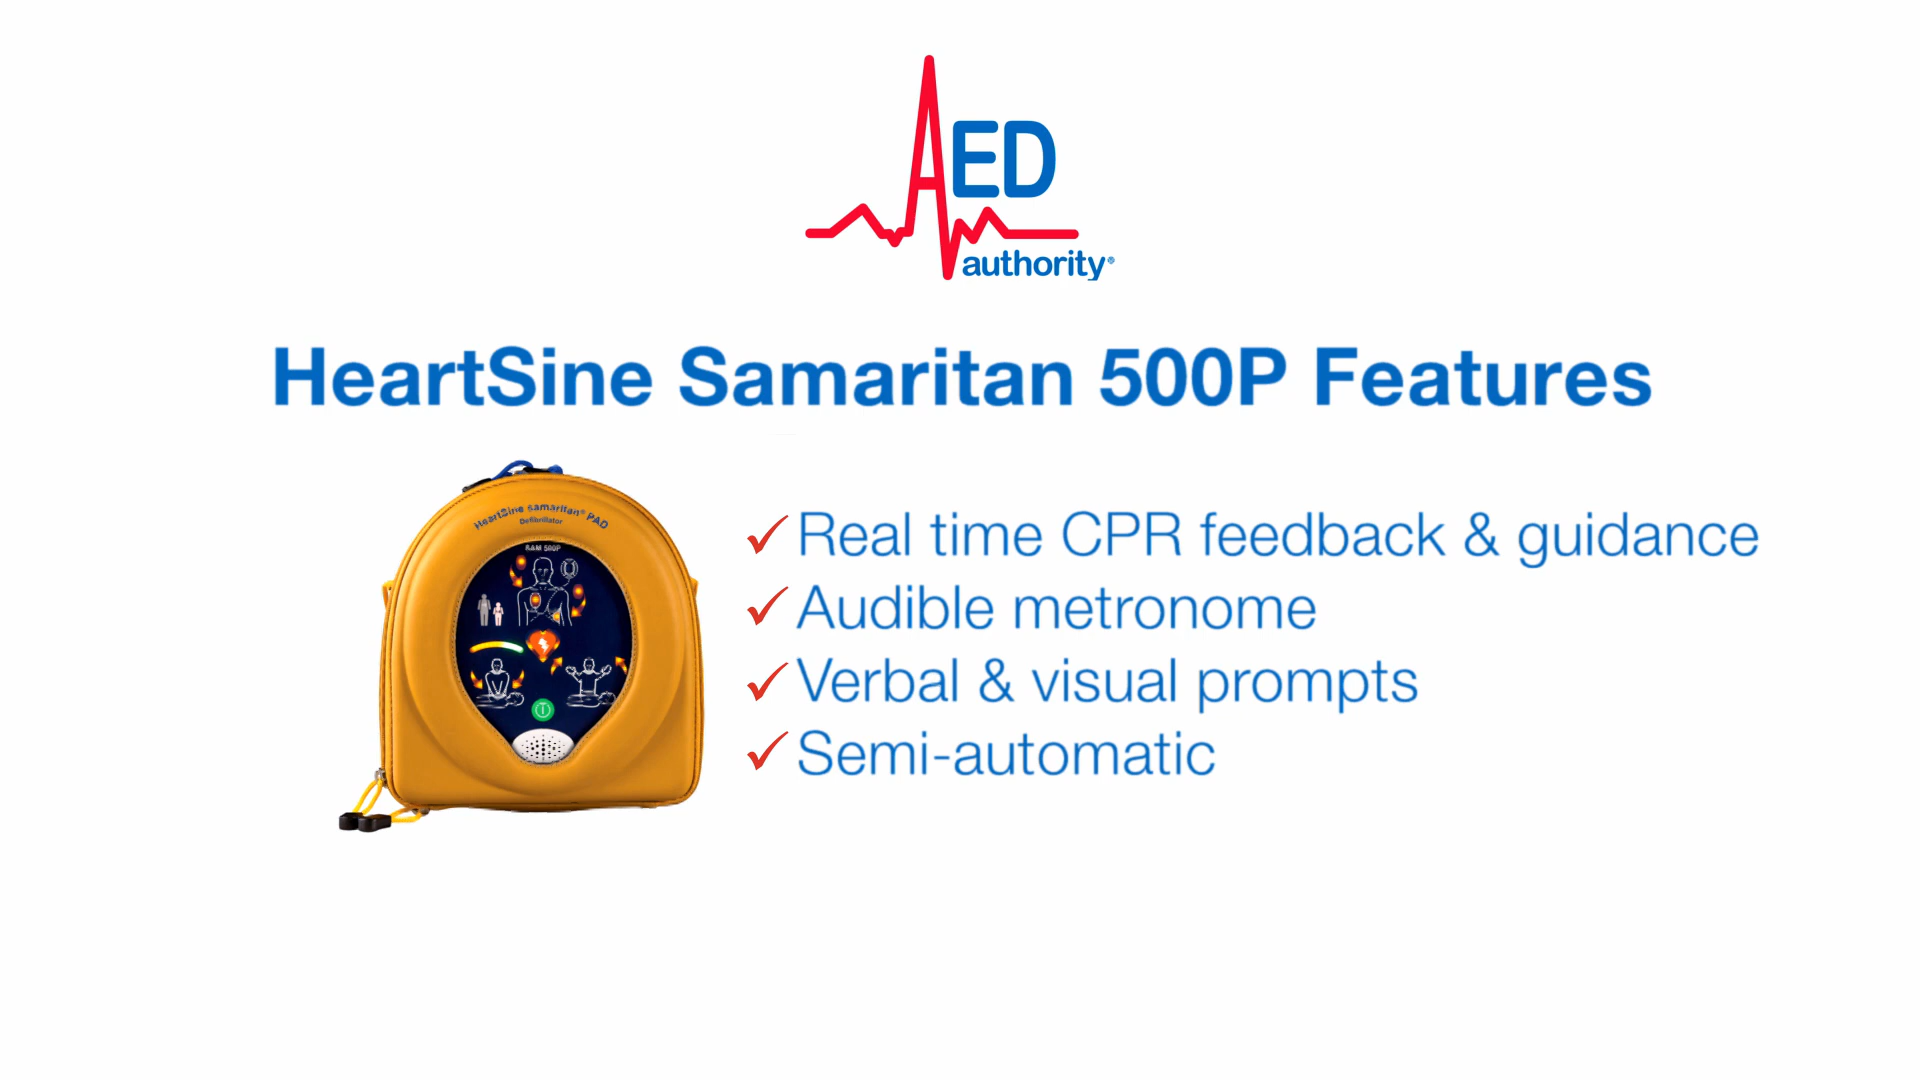 AED
authority®
HeartSine Samaritan 500P Features
HeartSine samaritan® PAD
Defibrillator
SAM 500P
Real time CPR feedback & guidance
Audible metronome
Verbal & visual prompts
Semi-automatic